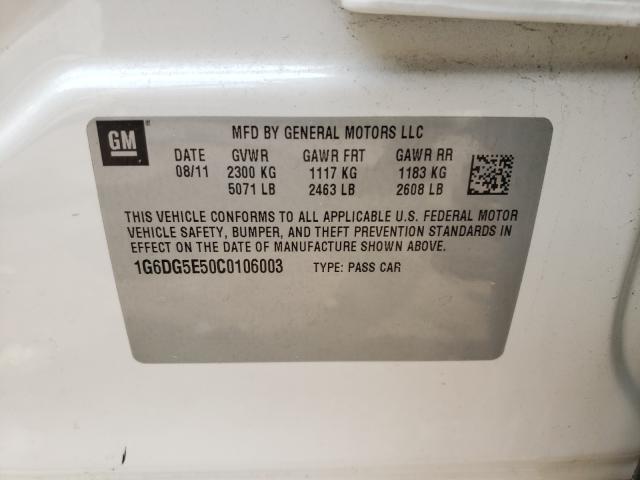 GM®
MFD BY GENERAL MOTORS LLC
DATE GVWR GAWR FRT GAWR RR
08/11 2300 KG 1117 KG 1183 KG
5071 LB 2463 LB 2608 LB
THIS VEHICLE CONFORMS TO ALL APPLICABLE U.S. FEDERAL MOTOR
VEHICLE SAFETY, BUMPER, AND THEFT PREVENTION STANDARDS IN
EFFECT ON THE DATE OF MANUFACTURE SHOWN ABOVE.
1G6DG5E50C0106003 TYPE: PASS CAR